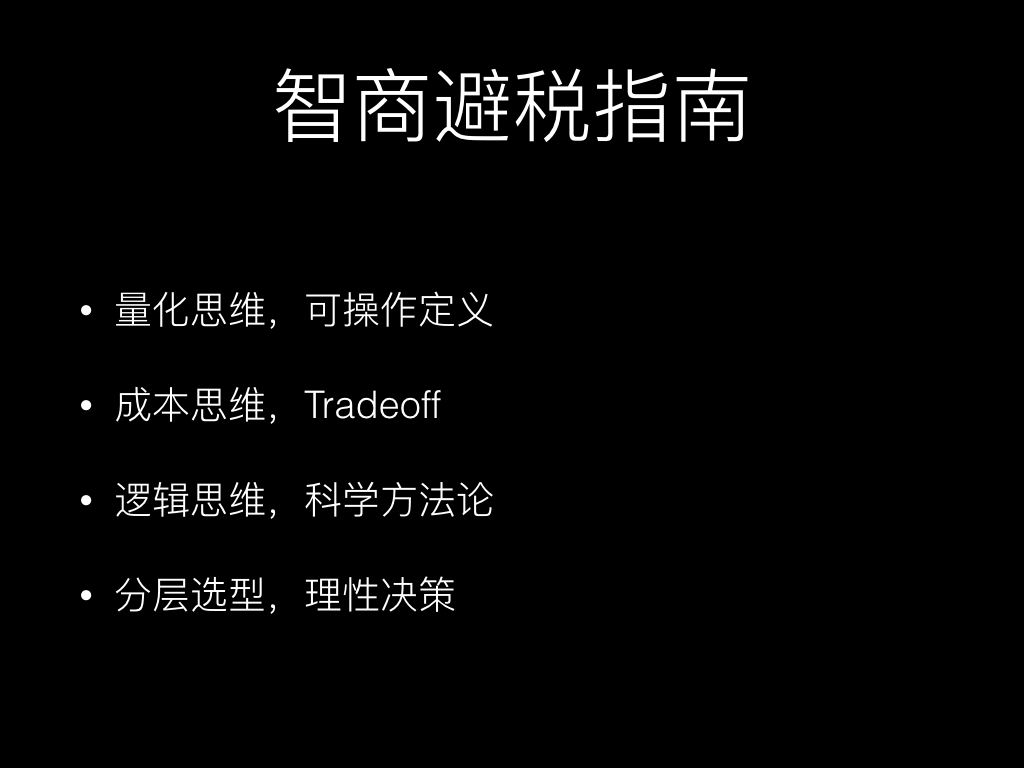 智商避税指南
• 量化思维，可操作定义
• 成本思维，Tradeoff
• 逻辑思维，科学方法论
• 分层选型，理性决策